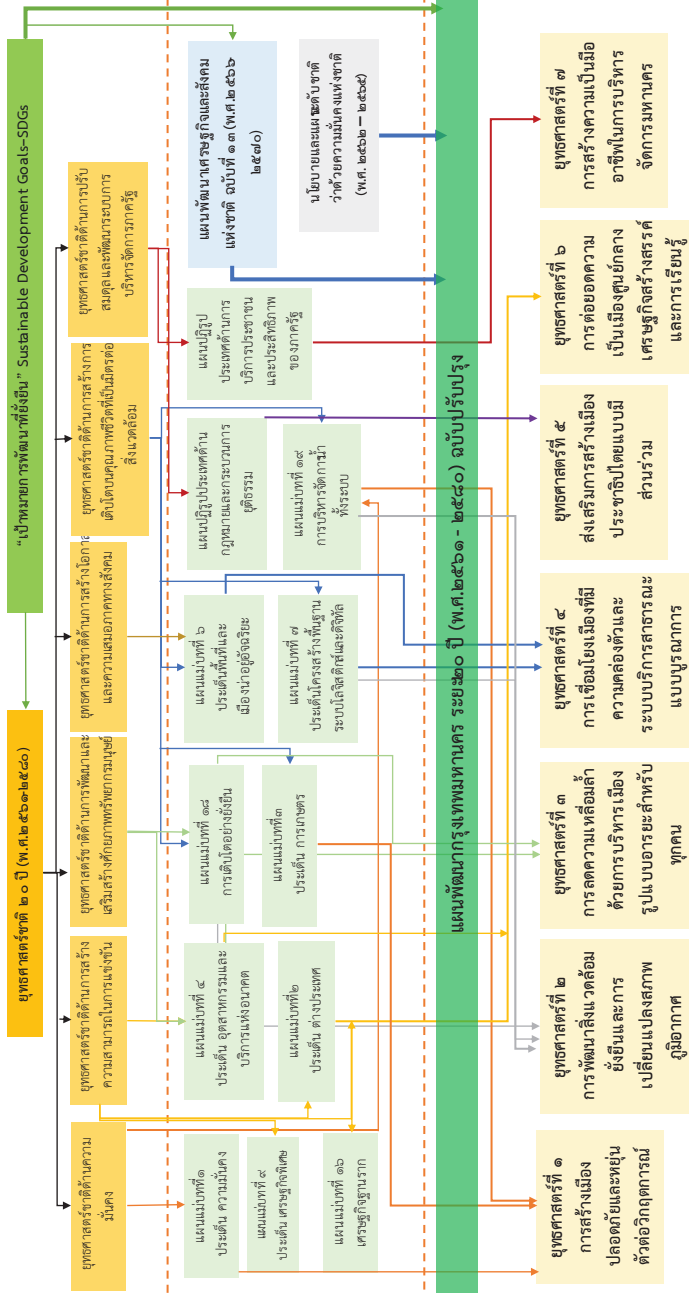 “เป้าหมายการพัฒนาที่ยั่งยืน” Sustainable Development Goals–SDGs
ยุทธศาสตร์ชาติ ๒๐ ปี (พ.ศ.๒๕๖๑-๒๕๘๐)
ยุทธศาสตร์ชาติด้านความ
มั่นคง
ยุทธศาสตร์ชาติด้านการสร้าง
ความสามารถในการแข่งขัน
ยุทธศาสตร์ชาติด้านการพัฒนาและ
เสริมสร้างศักยภาพทรัพยากรมนุษย์
ยุทธศาสตร์ชาติด้านการสร้างโอกาส
และความเสมอภาคทางสังคม
ยุทธศาสตร์ชาติด้านการสร้างการ
เติบโตบนคุณภาพชีวิตที่เป็นมิตรต่อ
สิ่งแวดล้อม
ยุทธศาสตร์ชาติด้านการปรับ
สมดุลและพัฒนาระบบการ
บริหารจัดการภาครัฐ
แผนแม่บทที่๑
ประเด็น ความมั่นคง
แผนแม่บทที่ ๙
ประเด็น เศรษฐกิจพิเศษ
แผนแม่บทที่ ๑๖
เศรษฐกิจฐานราก
แผนแม่บทที่ ๔
ประเด็น อุตสาหกรรมและ
บริการแห่งอนาคต
แผนแม่บทที่๒
ประเด็น ต่างประเทศ
แผนแม่บทที่ ๑๘
การเติบโตอย่างยั่งยืน
แผนแม่บทที่๓
ประเด็น การเกษตร
แผนแม่บทที่ ๖
ประเด็นพื้นที่และ
เมืองน่าอยู่อัจฉริยะ
แผนแม่บทที่ ๗
ประเด็นโครงสร้างพื้นฐาน
ระบบโลจิสติกส์และดิจิทัล
แผนปฏิรูปประเทศด้าน
กฎหมายและกระบวนการ
ยุติธรรม
แผนแม่บทที่ ๑๙
การบริหารจัดการน้ำ
ทั้งระบบ
แผนปฏิรูป
ประเทศด้านการ
บริการประชาชน
และประสิทธิภาพ
ของภาครัฐ
แผนพัฒนาเศรษฐกิจและสังคม
แห่งชาติ ฉบับที่ ๑๓ (พ.ศ.๒๕๖๖
๒๕๗๐)
นโยบายและแผนระดับชาติ
ว่าด้วยความมั่นคงแห่งชาติ
(พ.ศ. ๒๕๖๒ – ๒๕๖๕)
แผนพัฒนากรุงเทพมหานคร ระยะ๒๐ ปี (พ.ศ.๒๕๖๑- ๒๕๘๐) ฉบับปรับปรุง
ยุทธศาสตร์ที่ ๑
การสร้างเมือง
ปลอดภัยและหยุ่น
ตัวต่อวิกฤตการณ์
ยุทธศาสตร์ที่ ๒
การพัฒนาสิ่งแวดล้อม
ยั่งยืนและการ
เปลี่ยนแปลงสภาพ
ภูมิอากาศ
ยุทธศาสตร์ที่ ๓
การลดความเหลื่อมล้ำ
ด้วยการบริหารเมือง
รูปแบบอารยะสำหรับ
ทุกคน
ยุทธศาสตร์ที่ ๔
การเชื่อมโยงเมืองที่มี
ความคล่องตัวและ
ระบบบริการสาธารณะ
แบบบูรณาการ
ยุทธศาสตร์ที่ ๕
ส่งเสริมการสร้างเมือง
ประชาธิปไตยแบบมี
ส่วนร่วม
ยุทธศาสตร์ที่ ๖
การต่อยอดความ
เป็นเมืองศูนย์กลาง
เศรษฐกิจสร้างสรรค์
และการเรียนรู้
ยุทธศาสตร์ที่ ๗
การสร้างความเป็นมือ
อาชีพในการบริหาร
จัดการมหานคร